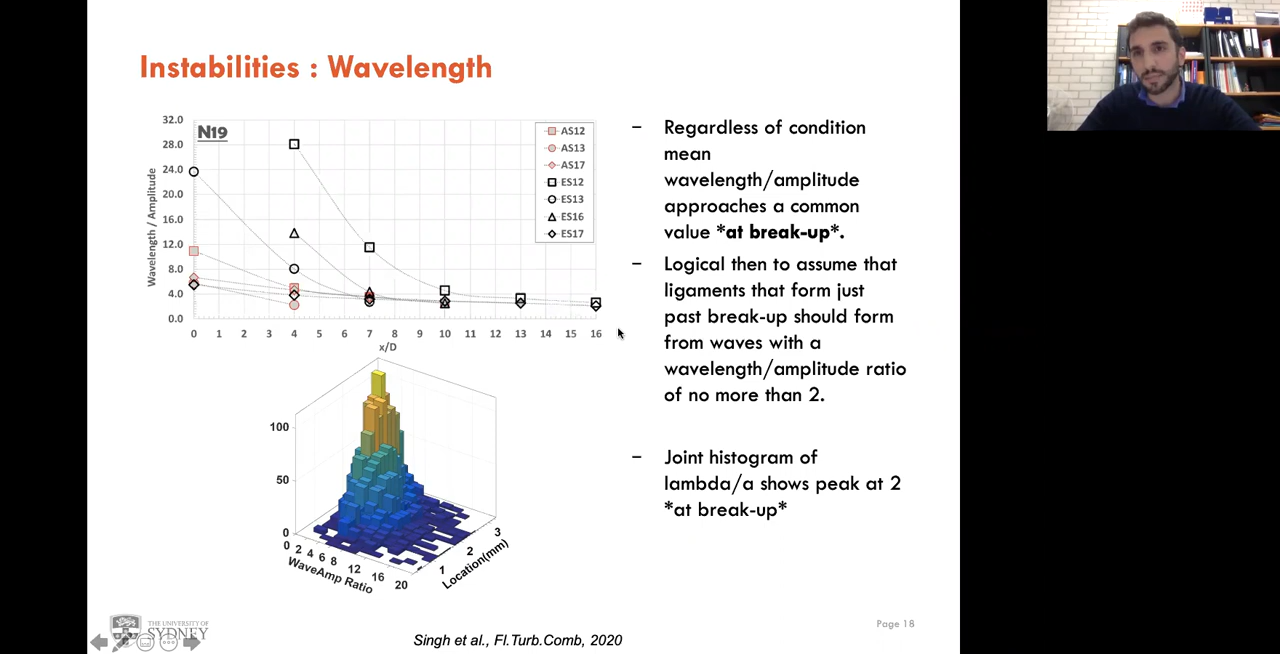 Instabilities : Wavelength
N19
Wavelength / Amplitude
32.0
28.0
24.0
20.0
16.0
12.0
8.0
4.0
0.0
0 1 2 3 4 5 6 7 8 9 10 11 12 13 14 15 16
x/D
AS12
AS13
AS17
ES12
ES13
ES16
ES17
– Regardless of condition
mean
wavelength/amplitude
approaches a common
value *at break-up*.
– Logical then to assume that
ligaments that form just
past break-up should form
from waves with a
wavelength/amplitude ratio
of no more than 2.
– Joint histogram of
lambda/a shows peak at 2
*at break-up*
100
50
0
0 2 4 6 8 12 16 20
WaveAmp Ratio
1 2 3
Location(mm)
THE UNIVERSITY OF
SYDNEY
Singh et al., Fl.Turb.Comb, 2020
Page 18